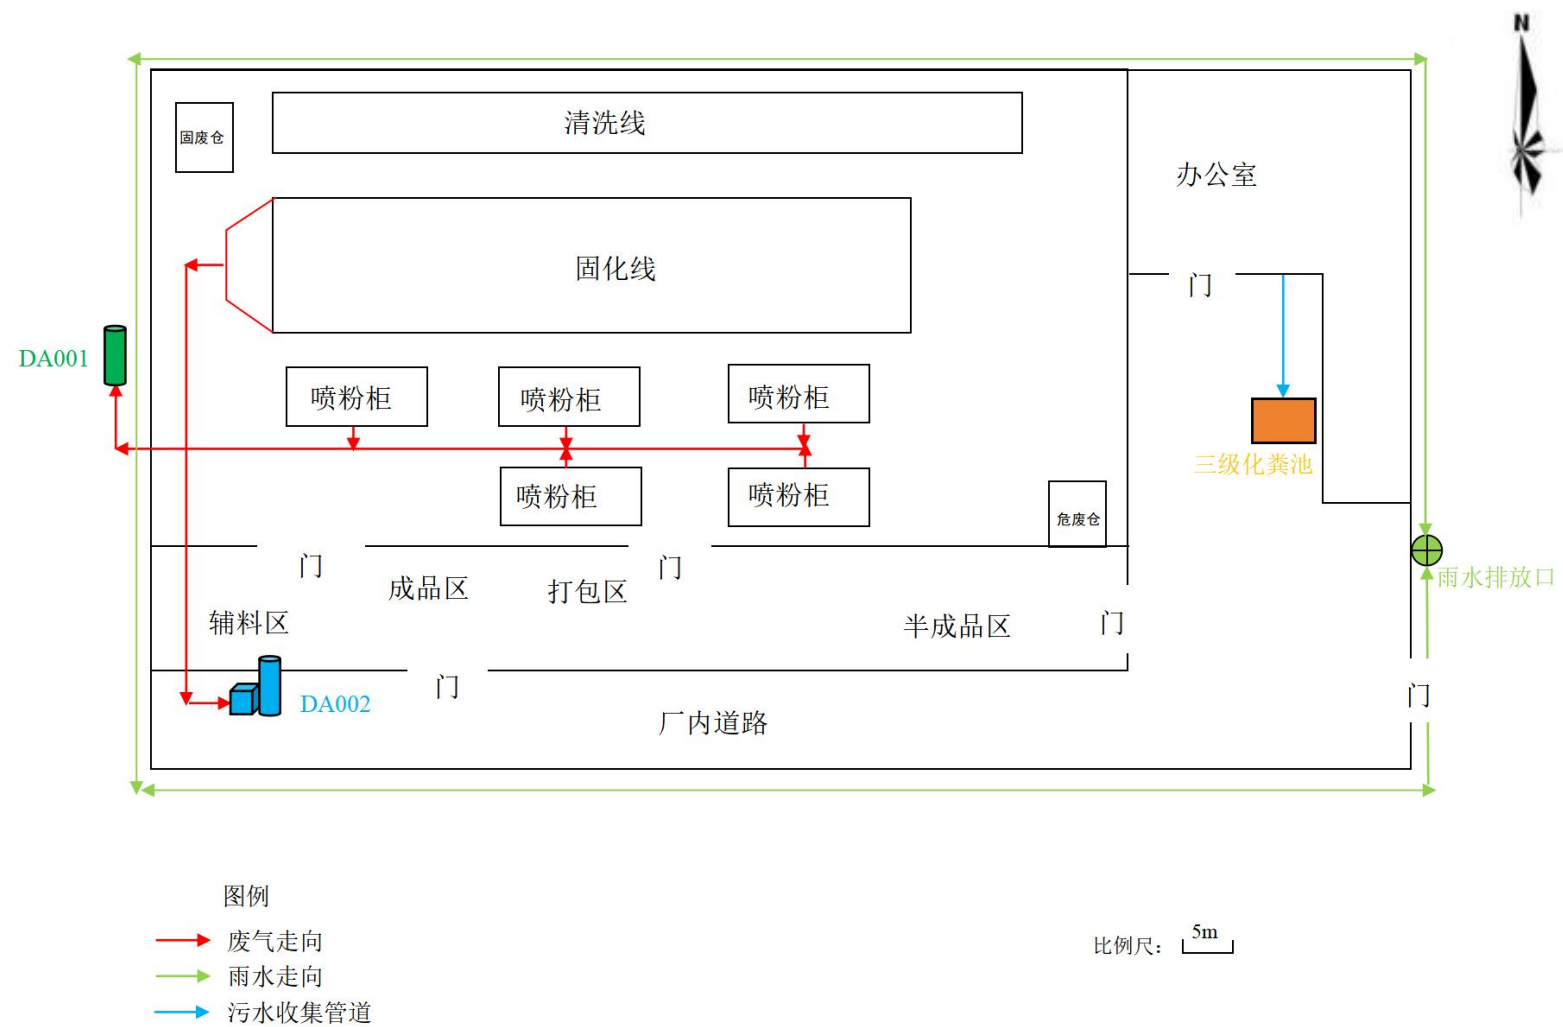 N
清洗线
固废仓
办公室
固化线
门
DA001
喷粉柜
喷粉柜
喷粉柜
三级化粪池
喷粉柜
喷粉柜
危废仓
门
门
雨水排放口
成品区
打包区
辅料区
半成品区
门
门
门
DA002
厂内道路
图例
废气走向
雨水走向
污水收集管道
比例尺：
5m